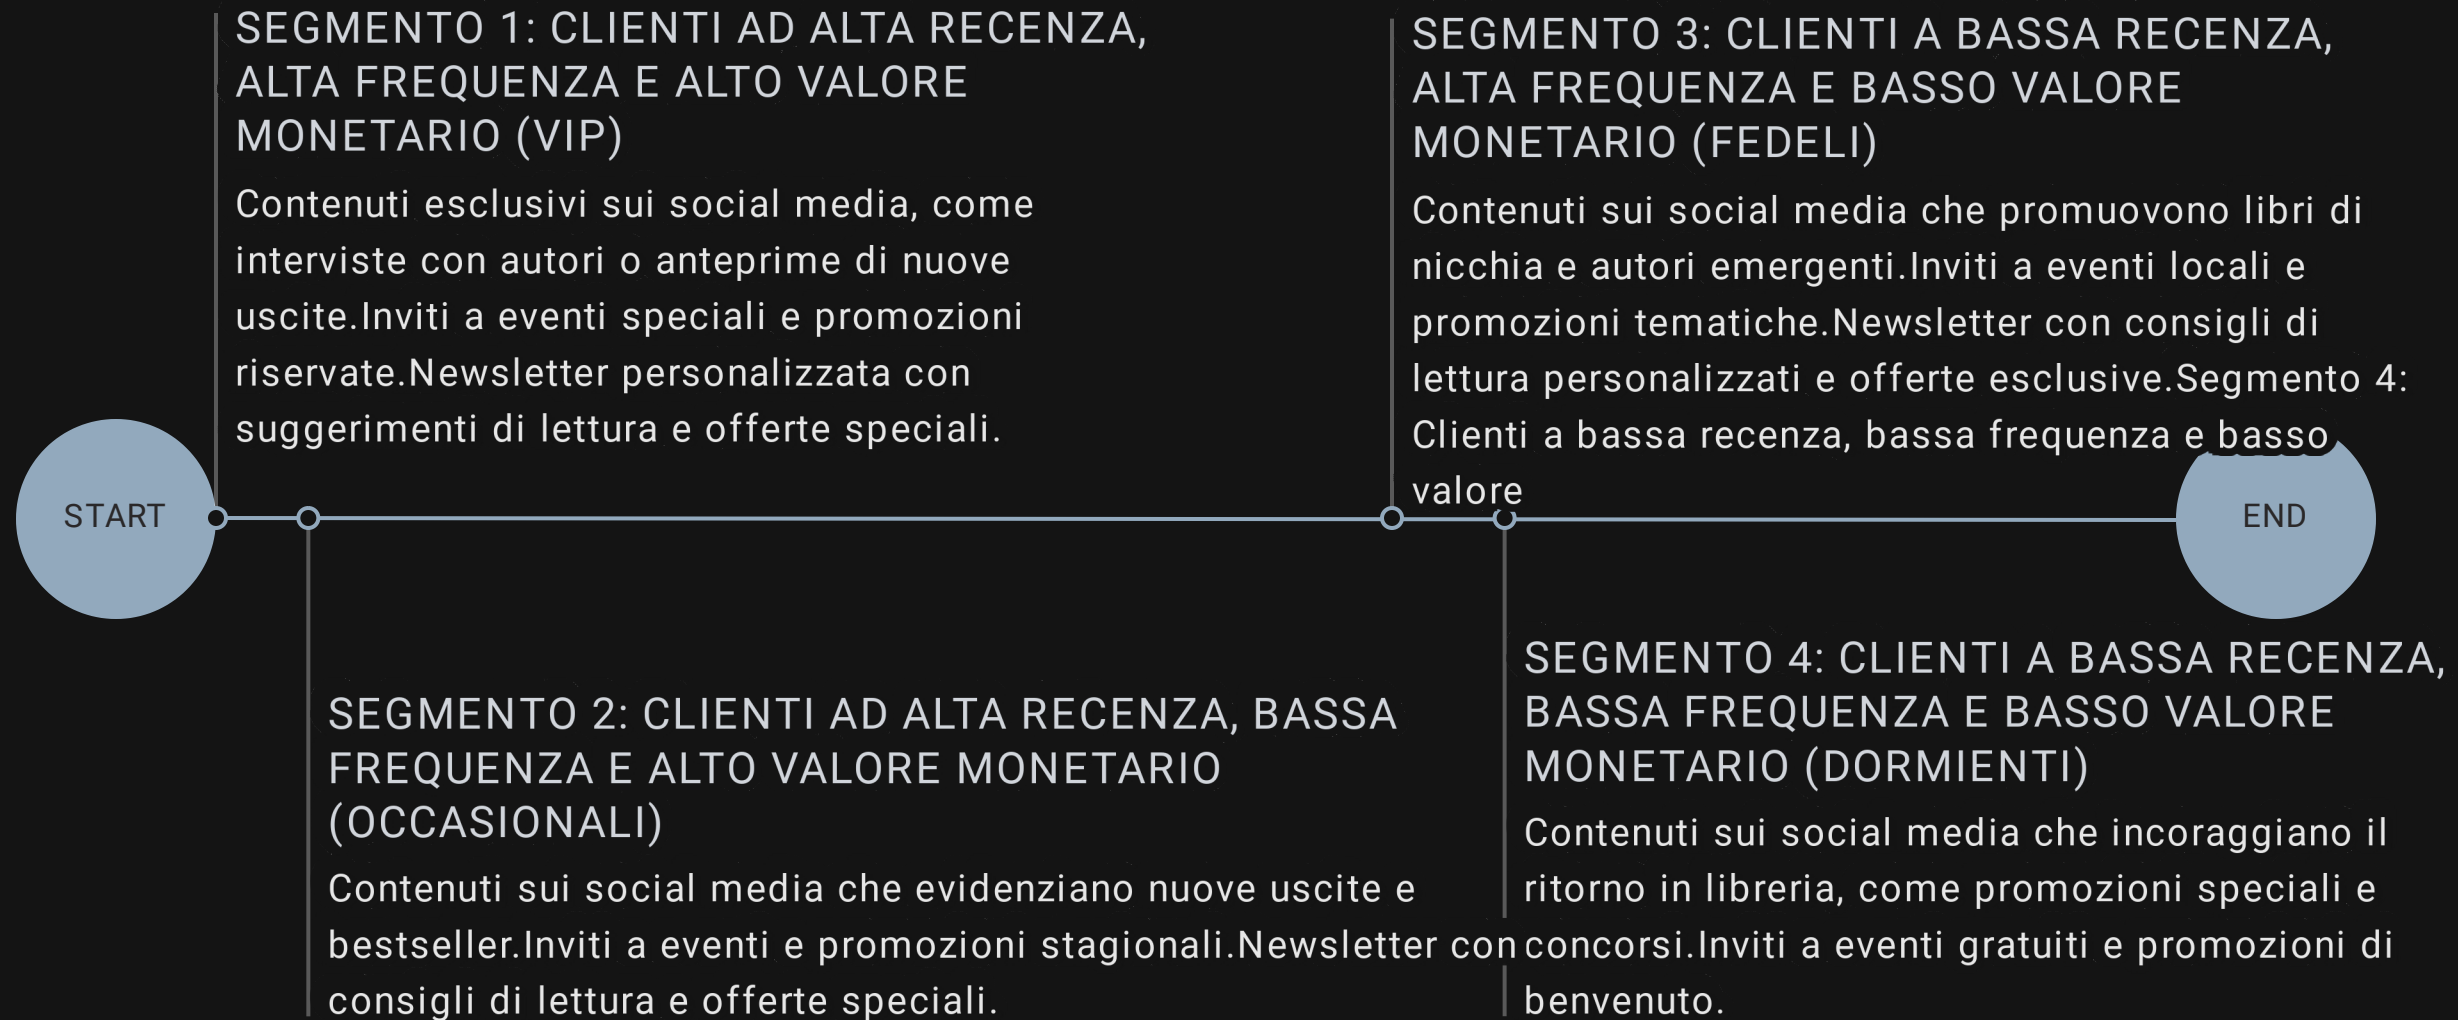 SEGMENTO 1: CLIENTI AD ALTA RECENZA,
ALTA FREQUENZA E ALTO VALORE
MONETARIO (VIP)
Contenuti esclusivi sui social media, come
interviste con autori o anteprime di nuove
uscite.Inviti a eventi speciali e promozioni
riservate.Newsletter personalizzata con
suggerimenti di lettura e offerte speciali.
SEGMENTO 3: CLIENTI A BASSA RECENZA,
ALTA FREQUENZA E BASSO VALORE
MONETARIO (FEDELI)
Contenuti sui social media che promuovono libri di
nicchia e autori emergenti.Inviti a eventi locali e
promozioni tematiche.Newsletter con consigli di
lettura personalizzati e offerte esclusive.Segmento 4:
Clienti a bassa recenza, bassa frequenza e basso
valore
START
END
SEGMENTO 2: CLIENTI AD ALTA RECENZA, BASSA
FREQUENZA E ALTO VALORE MONETARIO
(OCCASIONALI)
Contenuti sui social media che evidenziano nuove uscite e
bestseller.Inviti a eventi e promozioni stagionali.Newsletter con
consigli di lettura e offerte speciali.
SEGMENTO 4: CLIENTI A BASSA RECENZA,
BASSA FREQUENZA E BASSO VALORE
MONETARIO (DORMIENTI)
Contenuti sui social media che incoraggiano il
ritorno in libreria, come promozioni speciali e
concorsi.Inviti a eventi gratuiti e promozioni di
benvenuto.